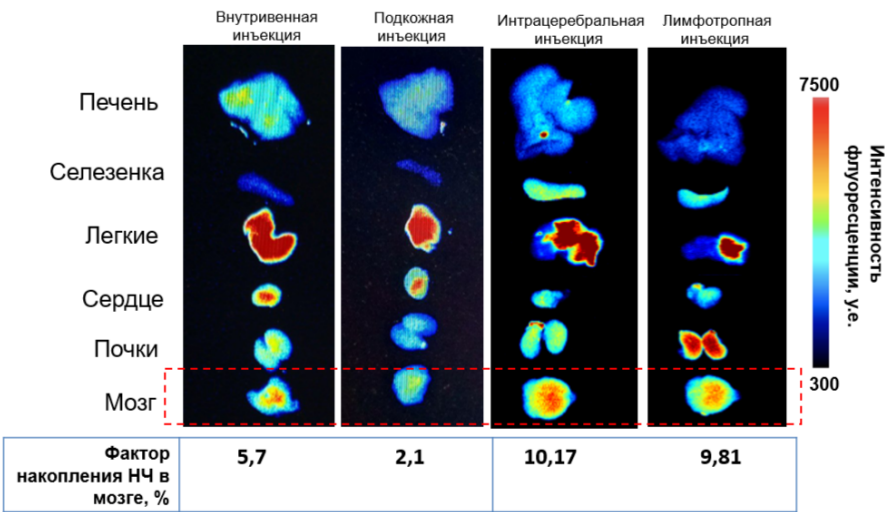 Внутривенная
инъекция
Подкожная
инъекция
Интрацеребральная
инъекция
Лимфотропная
инъекция
Печень
Селезенка
Легкие
Сердце
Почки
Мозг
7500
300
Интенсивность
флуоресценции, у.е.
Фактор
накопления НЧ в
мозге, %
5,7
2,1
10,17
9,81